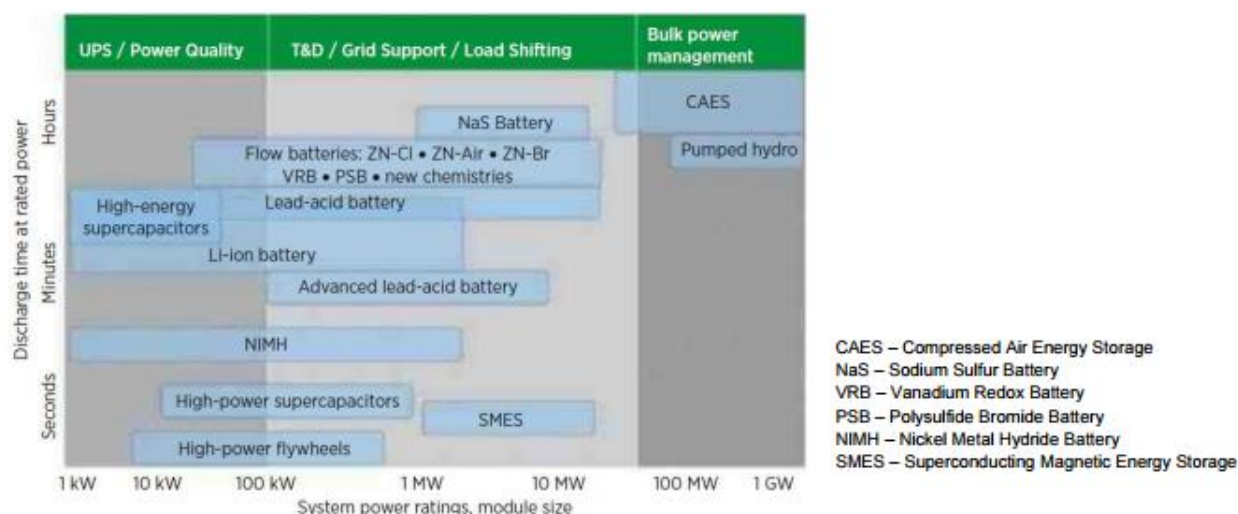 UPS / Power Quality
T&D / Grid Support / Load Shifting
Bulk power
management
Discharge time at rated power
Hours
Minutes
Seconds
CAES
NaS Battery
Pumped hydro
Flow batteries: ZN-Cl • ZN-Air • ZN-Br
VRB • PSB • new chemistries
Lead-acid battery
High-energy
supercapacitors
Li-ion battery
Advanced lead-acid battery
NIMH
High-power supercapacitors
SMES
High-power flywheels
1 kW
10 kW
100 kW
1 MW
10 MW
100 MW
1 GW
System power ratings, module size
CAES – Compressed Air Energy Storage
NaS – Sodium Sulfur Battery
VRB – Vanadium Redox Battery
PSB – Polysulfide Bromide Battery
NIMH – Nickel Metal Hydride Battery
SMES – Superconducting Magnetic Energy Storage